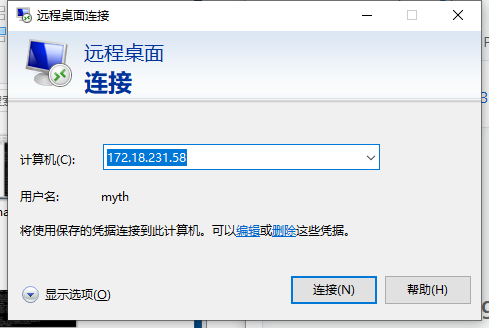 远程桌面连接
远程桌面
连接
计算机(C): 172.18.231.58
用户名: myth
将使用保存的凭据连接到此计算机。可以编辑或删除这些凭据。
显示选项(O) 连接(N) 帮助(H)